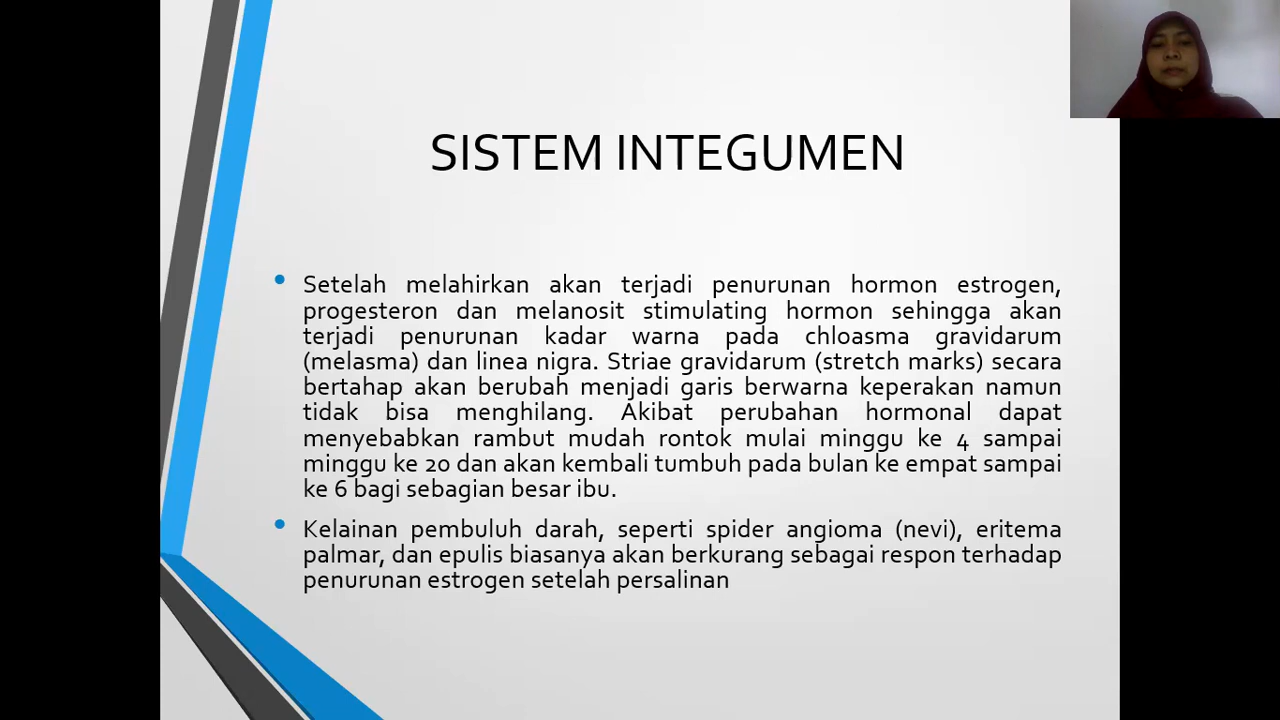 SISTEM INTEGUMEN
• Setelah melahirkan akan terjadi penurunan hormon estrogen,
progesteron dan melanosit stimulating hormon sehingga akan
terjadi penurunan kadar warna pada chloasma gravidarum
(melasma) dan linea nigra. Striae gravidarum (stretch marks) secara
bertahap akan berubah menjadi garis berwarna keperakan namun
tidak bisa menghilang. Akibat perubahan hormonal dapat
menyebabkan rambut mudah rontok mulai minggu ke 4 sampai
minggu ke 20 dan akan kembali tumbuh pada bulan ke empat sampai
ke 6 bagi sebagian besar ibu.
• Kelainan pembuluh darah, seperti spider angioma (nevi), eritema
palmar, dan epulis biasanya akan berkurang sebagai respon terhadap
penurunan estrogen setelah persalinan